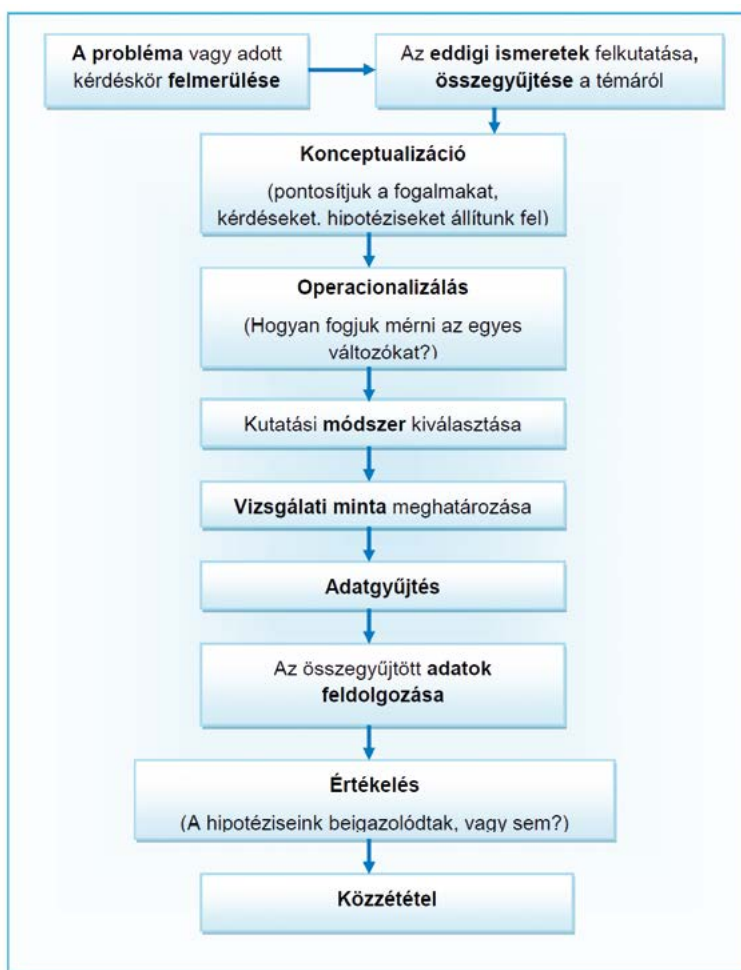 A probléma vagy adott
kérdéskör felmerülése
Az eddigi ismeretek felkutatása,
összegyűjtése a témáról
Konceptualizáció
(pontosítjuk a fogalmakat,
kérdéseket. hipotéziseket állítunk fel)
Operacionalizálás
(Hogyan fogjuk mérni az egyes
változókat?)
Kutatási módszer kiválasztása
Vizsgálati minta meghatározása
Adatgyűjtés
Az összegyűjtött adatok
feldolgozása
Értékelés
(A hipotéziseink beigazolódtak, vagy sem?)
Közzététel